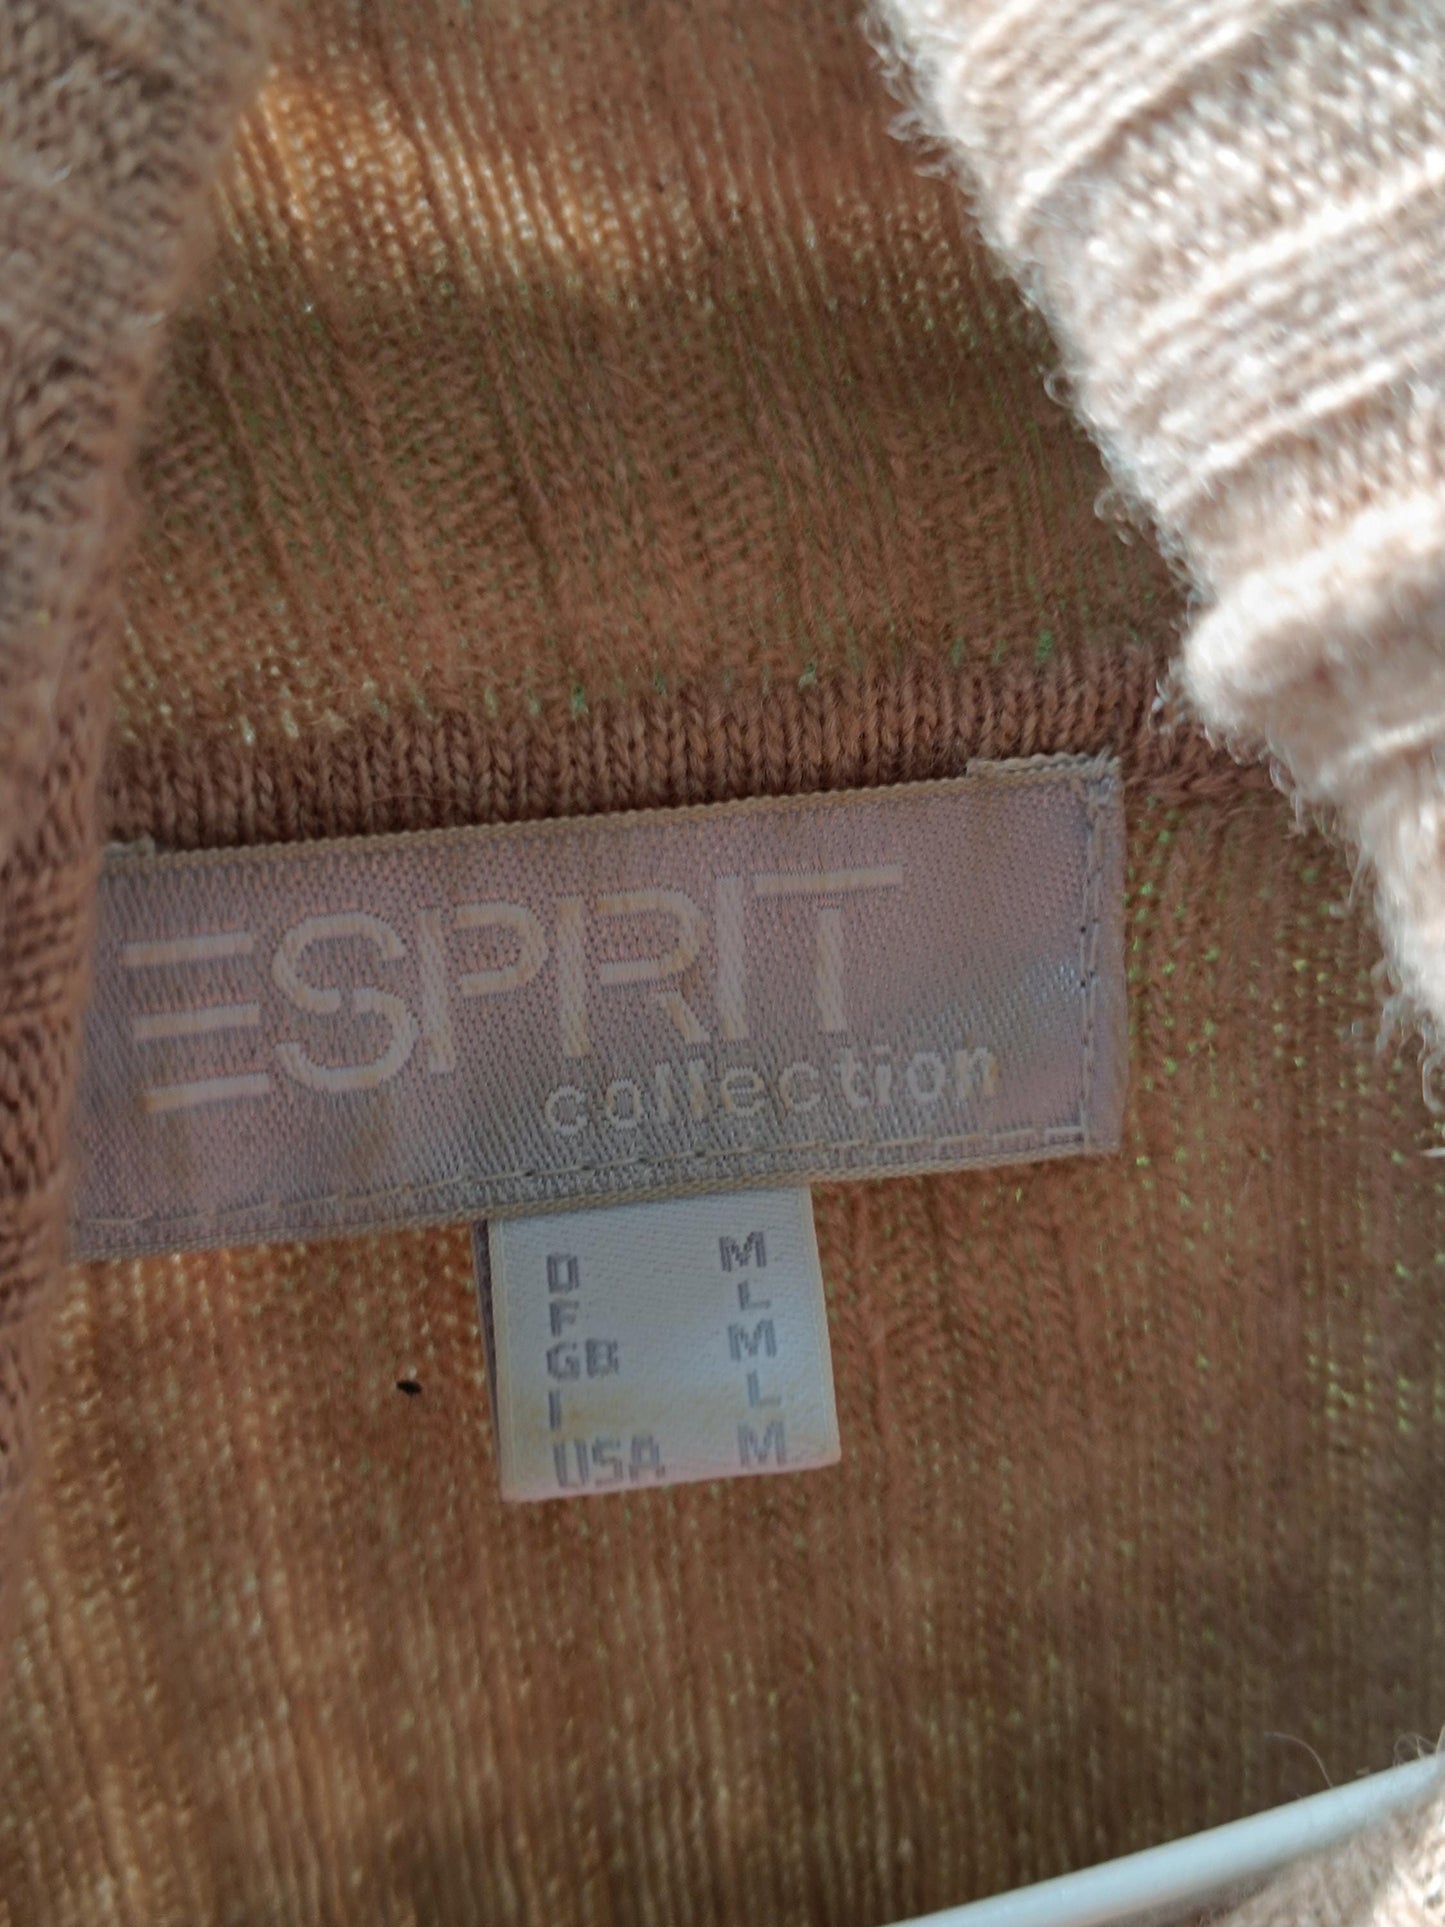 ESPRIT
collection
D M
F L
GB M
I L
USA M